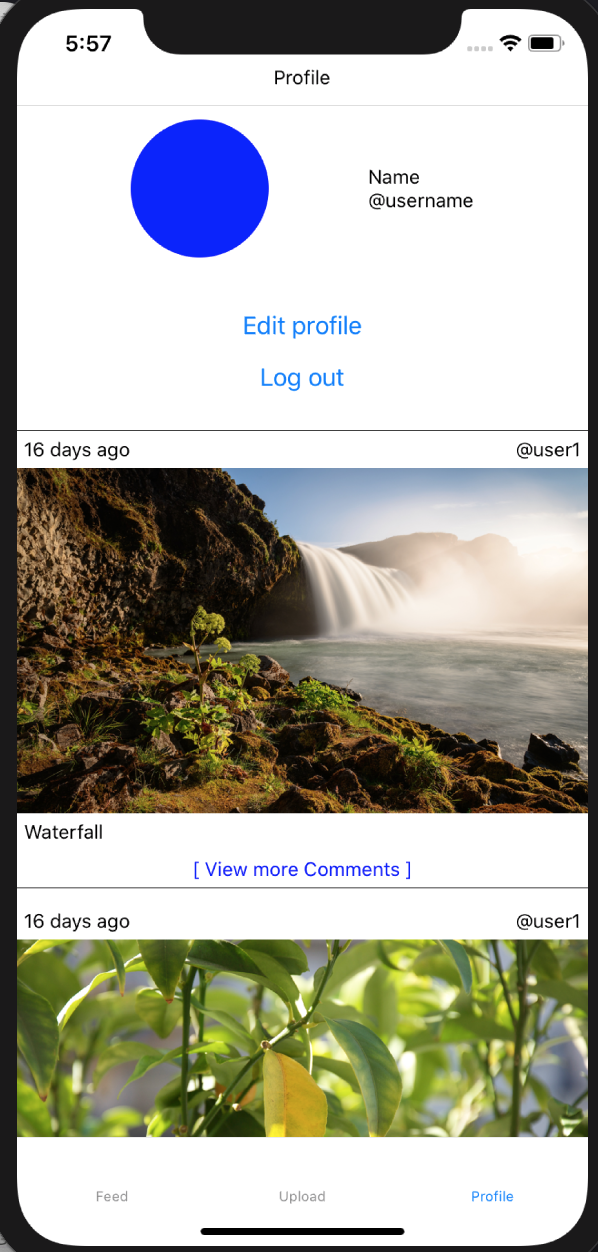 5:57
Profile
Name
@username
Edit profile
Log out
16 days ago @user1
Waterfall
[ View more Comments ]
16 days ago @user1
Feed Upload Profile